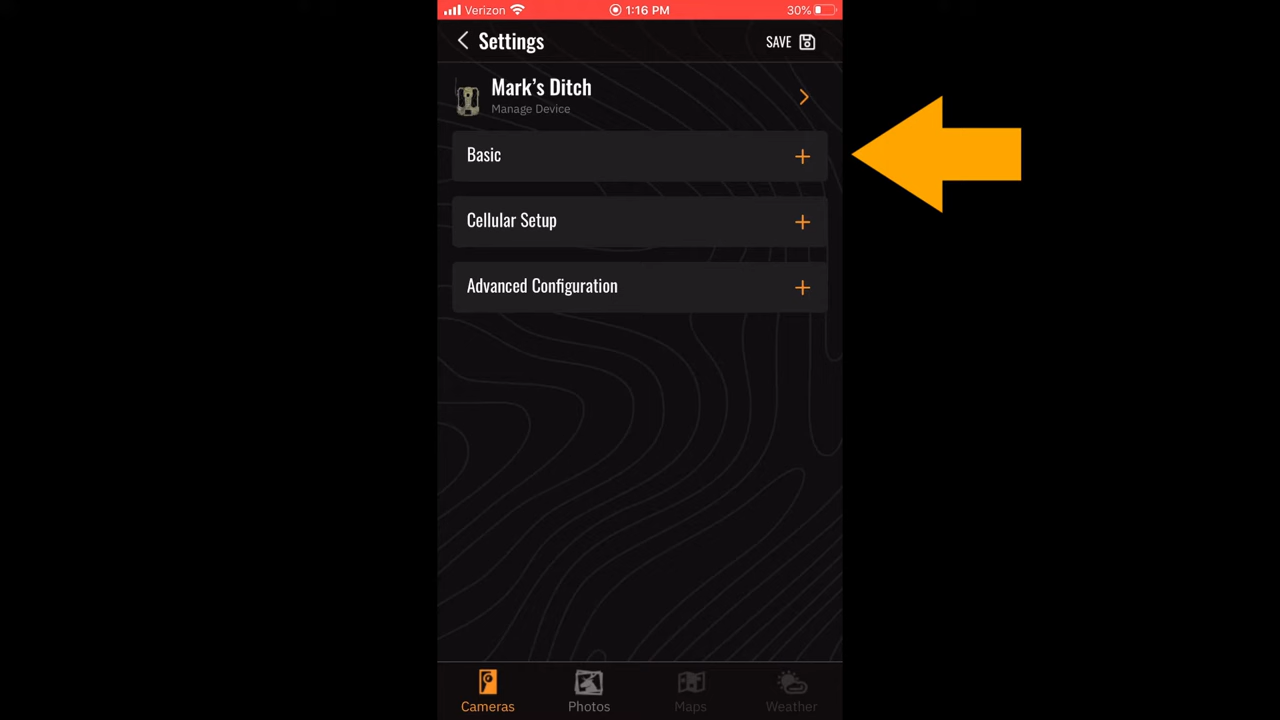 Verizon 1:16 PM 30%
Settings SAVE
Mark's Ditch
Manage Device
Basic
Cellular Setup
Advanced Configuration
Cameras Photos Maps Weather